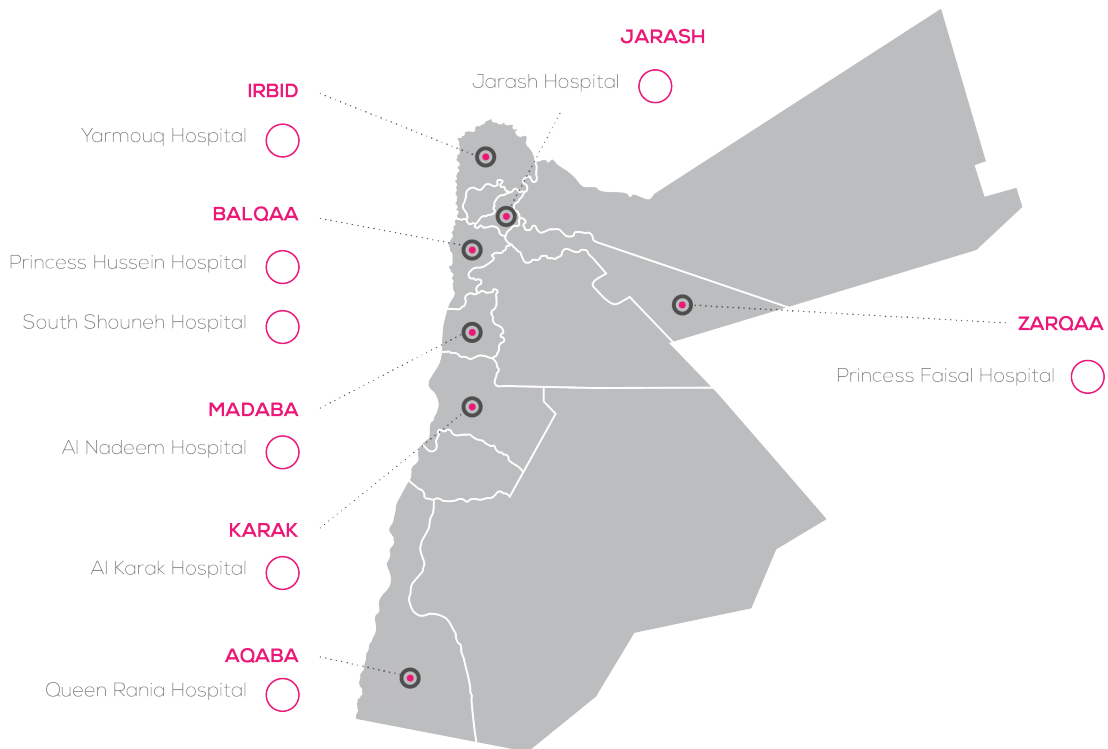 JARASH
Jarash Hospital
IRBID
Yarmouq Hospital
BALQAA
Princess Hussein Hospital
South Shouneh Hospital
ZARQAA
Princess Faisal Hospital
MADABA
Al Nadeem Hospital
KARAK
Al Karak Hospital
AQABA
Queen Rania Hospital